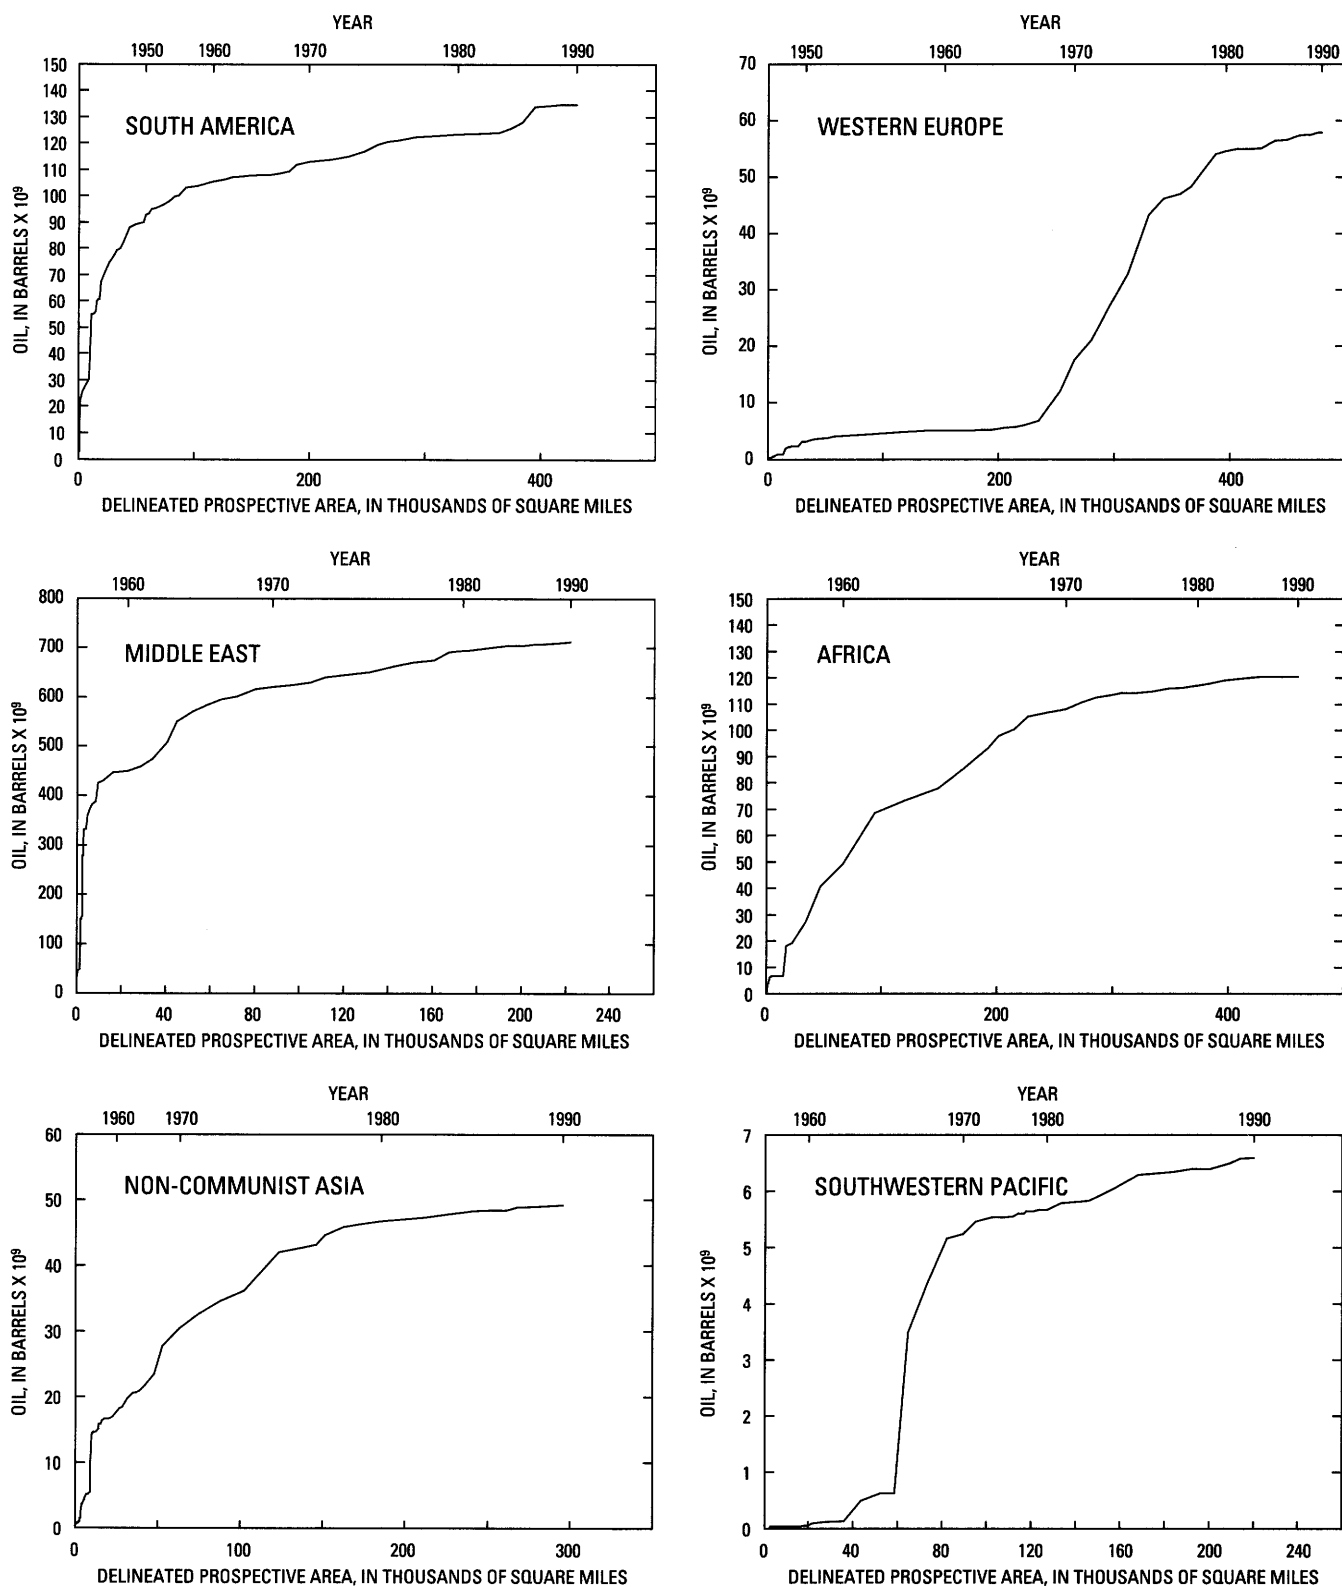 YEAR
1950 1960 1970 1980 1990
150
140
130
120
110
100
90
80
70
60
50
40
30
20
10
0
SOUTH AMERICA
OIL, IN BARRELS X 10⁹
0 200 400
DELINEATED PROSPECTIVE AREA, IN THOUSANDS OF SQUARE MILES
YEAR
1950 1960 1970 1980 1990
70
60
50
40
30
20
10
0
WESTERN EUROPE
OIL, IN BARRELS X 10⁹
0 200 400
DELINEATED PROSPECTIVE AREA, IN THOUSANDS OF SQUARE MILES
YEAR
1960 1970 1980 1990
800
700
600
500
400
300
200
100
0
MIDDLE EAST
OIL, IN BARRELS X 10⁹
0 40 80 120 160 200 240
DELINEATED PROSPECTIVE AREA, IN THOUSANDS OF SQUARE MILES
YEAR
1960 1970 1980 1990
150
140
130
120
110
100
90
80
70
60
50
40
30
20
10
0
AFRICA
OIL, IN BARRELS X 10⁹
0 200 400
DELINEATED PROSPECTIVE AREA, IN THOUSANDS OF SQUARE MILES
YEAR
1960 1970 1980 1990
60
50
40
30
20
10
0
NON-COMMUNIST ASIA
OIL, IN BARRELS X 10⁹
0 100 200 300
DELINEATED PROSPECTIVE AREA, IN THOUSANDS OF SQUARE MILES
YEAR
1960 1970 1980 1990
7
6
5
4
3
2
1
0
SOUTHWESTERN PACIFIC
OIL, IN BARRELS X 10⁹
0 40 80 120 160 200 240
DELINEATED PROSPECTIVE AREA, IN THOUSANDS OF SQUARE MILES